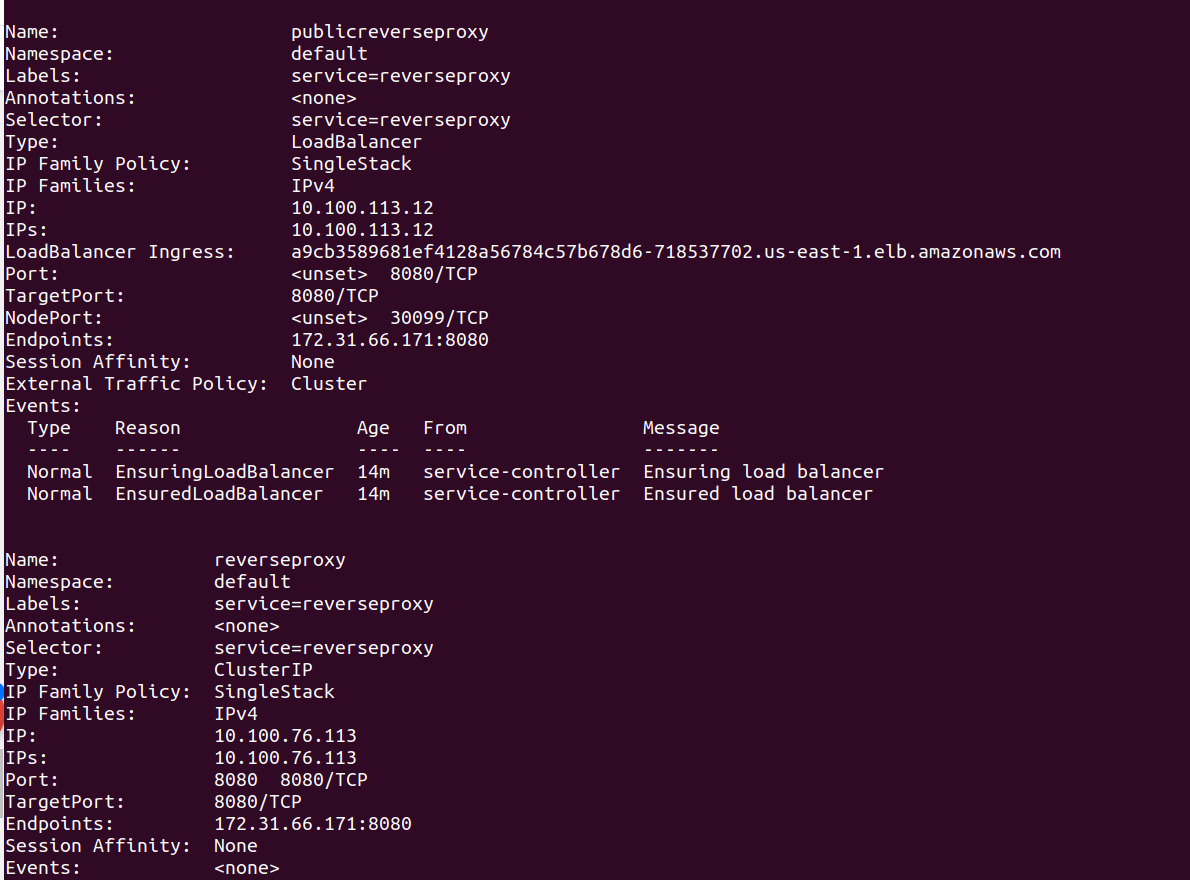 Name:                     publicreverseproxy
Namespace:                default
Labels:                   service=reverseproxy
Annotations:              <none>
Selector:                 service=reverseproxy
Type:                     LoadBalancer
IP Family Policy:         SingleStack
IP Families:              IPv4
IP:                       10.100.113.12
IPs:                      10.100.113.12
LoadBalancer Ingress:     a9cb3589681ef4128a56784c57b678d6-718537702.us-east-1.elb.amazonaws.com
Port:                     <unset>  8080/TCP
TargetPort:               8080/TCP
NodePort:                 <unset>  30099/TCP
Endpoints:                172.31.66.171:8080
Session Affinity:         None
External Traffic Policy:  Cluster
Events:
  Type    Reason                Age   From                Message
  ----    ------                ----  ----                -------
  Normal  EnsuringLoadBalancer  14m   service-controller  Ensuring load balancer
  Normal  EnsuredLoadBalancer   14m   service-controller  Ensured load balancer
Name:              reverseproxy
Namespace:         default
Labels:            service=reverseproxy
Annotations:       <none>
Selector:          service=reverseproxy
Type:              ClusterIP
IP Family Policy:  SingleStack
IP Families:       IPv4
IP:                10.100.76.113
IPs:               10.100.76.113
Port:              8080  8080/TCP
TargetPort:        8080/TCP
Endpoints:         172.31.66.171:8080
Session Affinity:  None
Events:            <none>